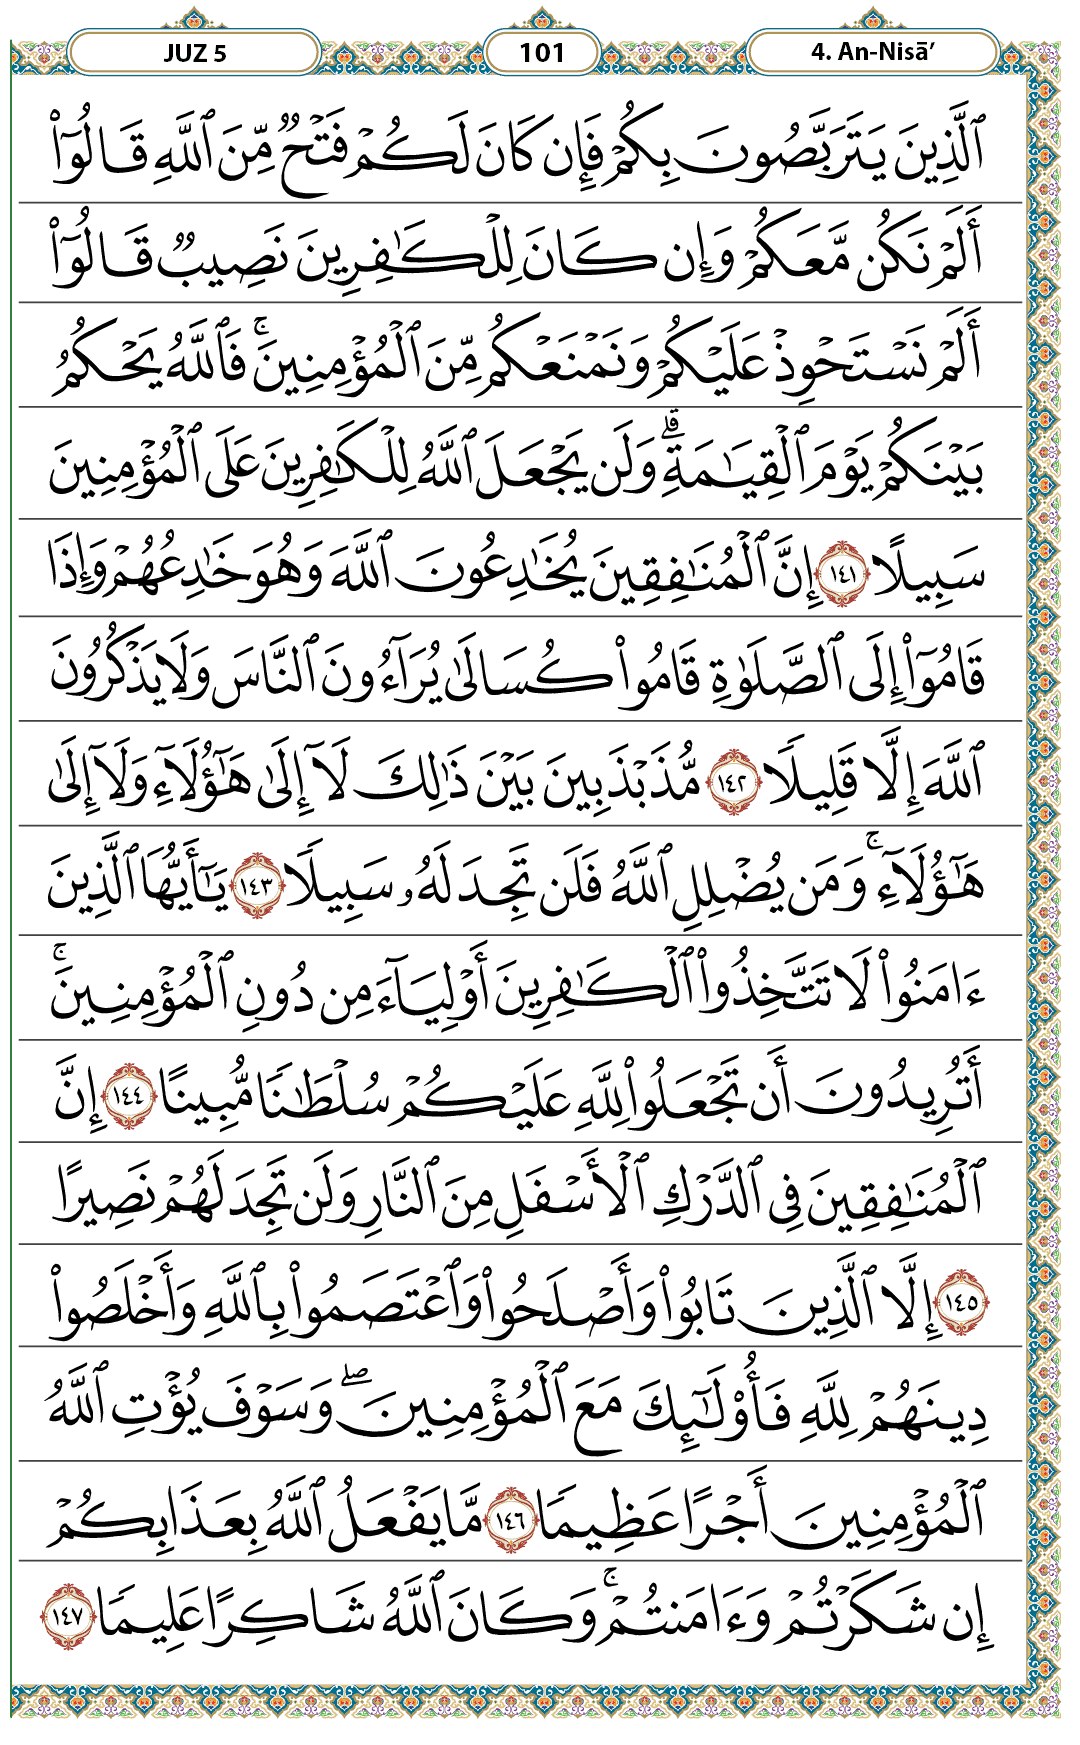 JUZ 5
101
4. An-Nisā’
ٱلَّذِينَ يَتَرَبَّصُونَ بِكُمْ فَإِن كَانَ لَكُمْ فَتْحٌ مِّنَ ٱللَّهِ قَالُوٓا۟
أَلَمْ نَكُن مَّعَكُمْ وَإِن كَانَ لِلْكَـٰفِرِينَ نَصِيبٌ قَالُوٓا۟
أَلَمْ نَسْتَحْوِذْ عَلَيْكُمْ وَنَمْنَعْكُم مِّنَ ٱلْمُؤْمِنِينَ ۚ فَٱللَّهُ يَحْكُمُ
بَيْنَكُمْ يَوْمَ ٱلْقِيَـٰمَةِ ۗ وَلَن يَجْعَلَ ٱللَّهُ لِلْكَـٰفِرِينَ عَلَى ٱلْمُؤْمِنِينَ
سَبِيلًا ١٤١ إِنَّ ٱلْمُنَـٰفِقِينَ يُخَـٰدِعُونَ ٱللَّهَ وَهُوَ خَـٰدِعُهُمْ وَإِذَا
قَامُوٓا۟ إِلَى ٱلصَّلَوٰةِ قَامُوا۟ كُسَالَىٰ يُرَآءُونَ ٱلنَّاسَ وَلَا يَذْكُرُونَ
ٱللَّهَ إِلَّا قَلِيلًا ١٤٢ مُّذَبْذَبِينَ بَيْنَ ذَٰلِكَ لَآ إِلَىٰ هَـٰٓؤُلَآءِ وَلَآ إِلَىٰ
هَـٰٓؤُلَآءِ ۚ وَمَن يُضْلِلِ ٱللَّهُ فَلَن تَجِدَ لَهُۥ سَبِيلًا ١٤٣ يَـٰٓأَيُّهَا ٱلَّذِينَ
ءَامَنُوا۟ لَا تَتَّخِذُوا۟ ٱلْكَـٰفِرِينَ أَوْلِيَآءَ مِن دُونِ ٱلْمُؤْمِنِينَ ۚ
أَتُرِيدُونَ أَن تَجْعَلُوا۟ لِلَّهِ عَلَيْكُمْ سُلْطَـٰنًا مُّبِينًا ١٤٤ إِنَّ
ٱلْمُنَـٰفِقِينَ فِى ٱلدَّرْكِ ٱلْأَسْفَلِ مِنَ ٱلنَّارِ وَلَن تَجِدَ لَهُمْ نَصِيرًا
١٤٥ إِلَّا ٱلَّذِينَ تَابُوا۟ وَأَصْلَحُوا۟ وَٱعْتَصَمُوا۟ بِٱللَّهِ وَأَخْلَصُوا۟
دِينَهُمْ لِلَّهِ فَأُو۟لَـٰٓئِكَ مَعَ ٱلْمُؤْمِنِينَ ۖ وَسَوْفَ يُؤْتِ ٱللَّهُ
ٱلْمُؤْمِنِينَ أَجْرًا عَظِيمًا ١٤٦ مَّا يَفْعَلُ ٱللَّهُ بِعَذَابِكُمْ
إِن شَكَرْتُمْ وَءَامَنتُمْ ۚ وَكَانَ ٱللَّهُ شَاكِرًا عَلِيمًا ١٤٧